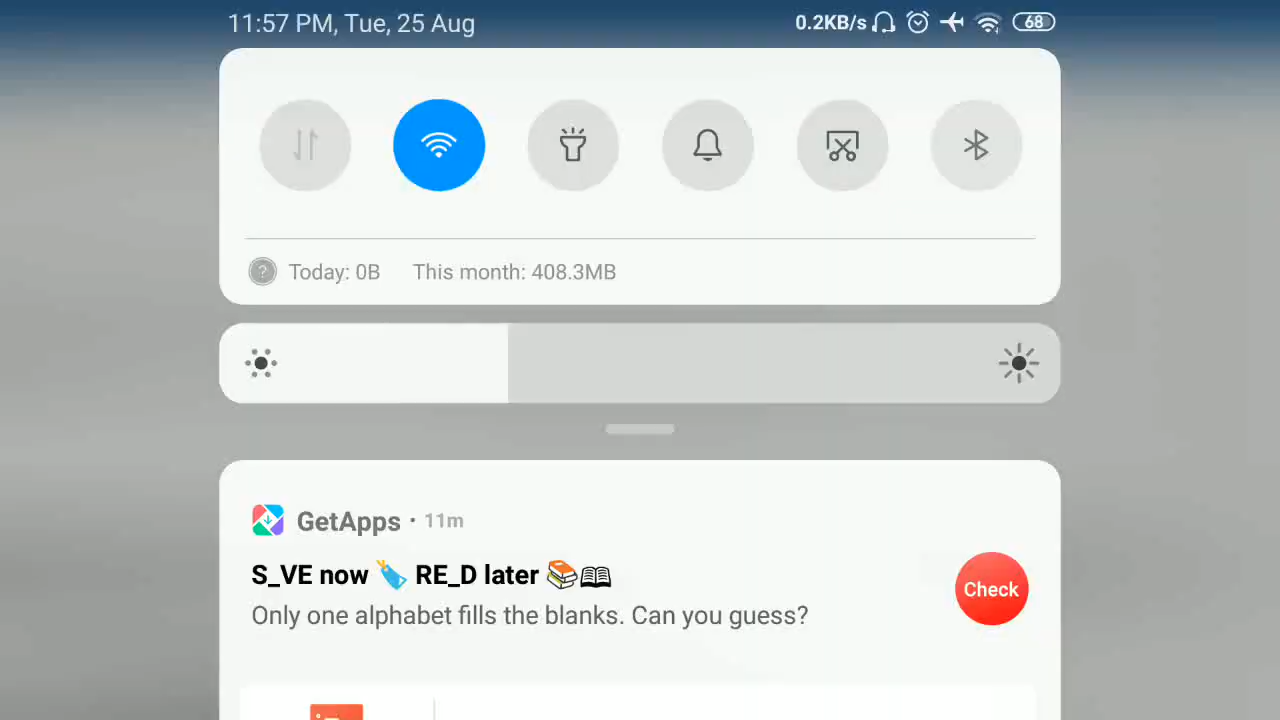 11:57 PM, Tue, 25 Aug 0.2KB/s 68
Today: 0B This month: 408.3MB
GetApps · 11m
S_VE now 🏷️ RE_D later 📚📖
Only one alphabet fills the blanks. Can you guess?
Check